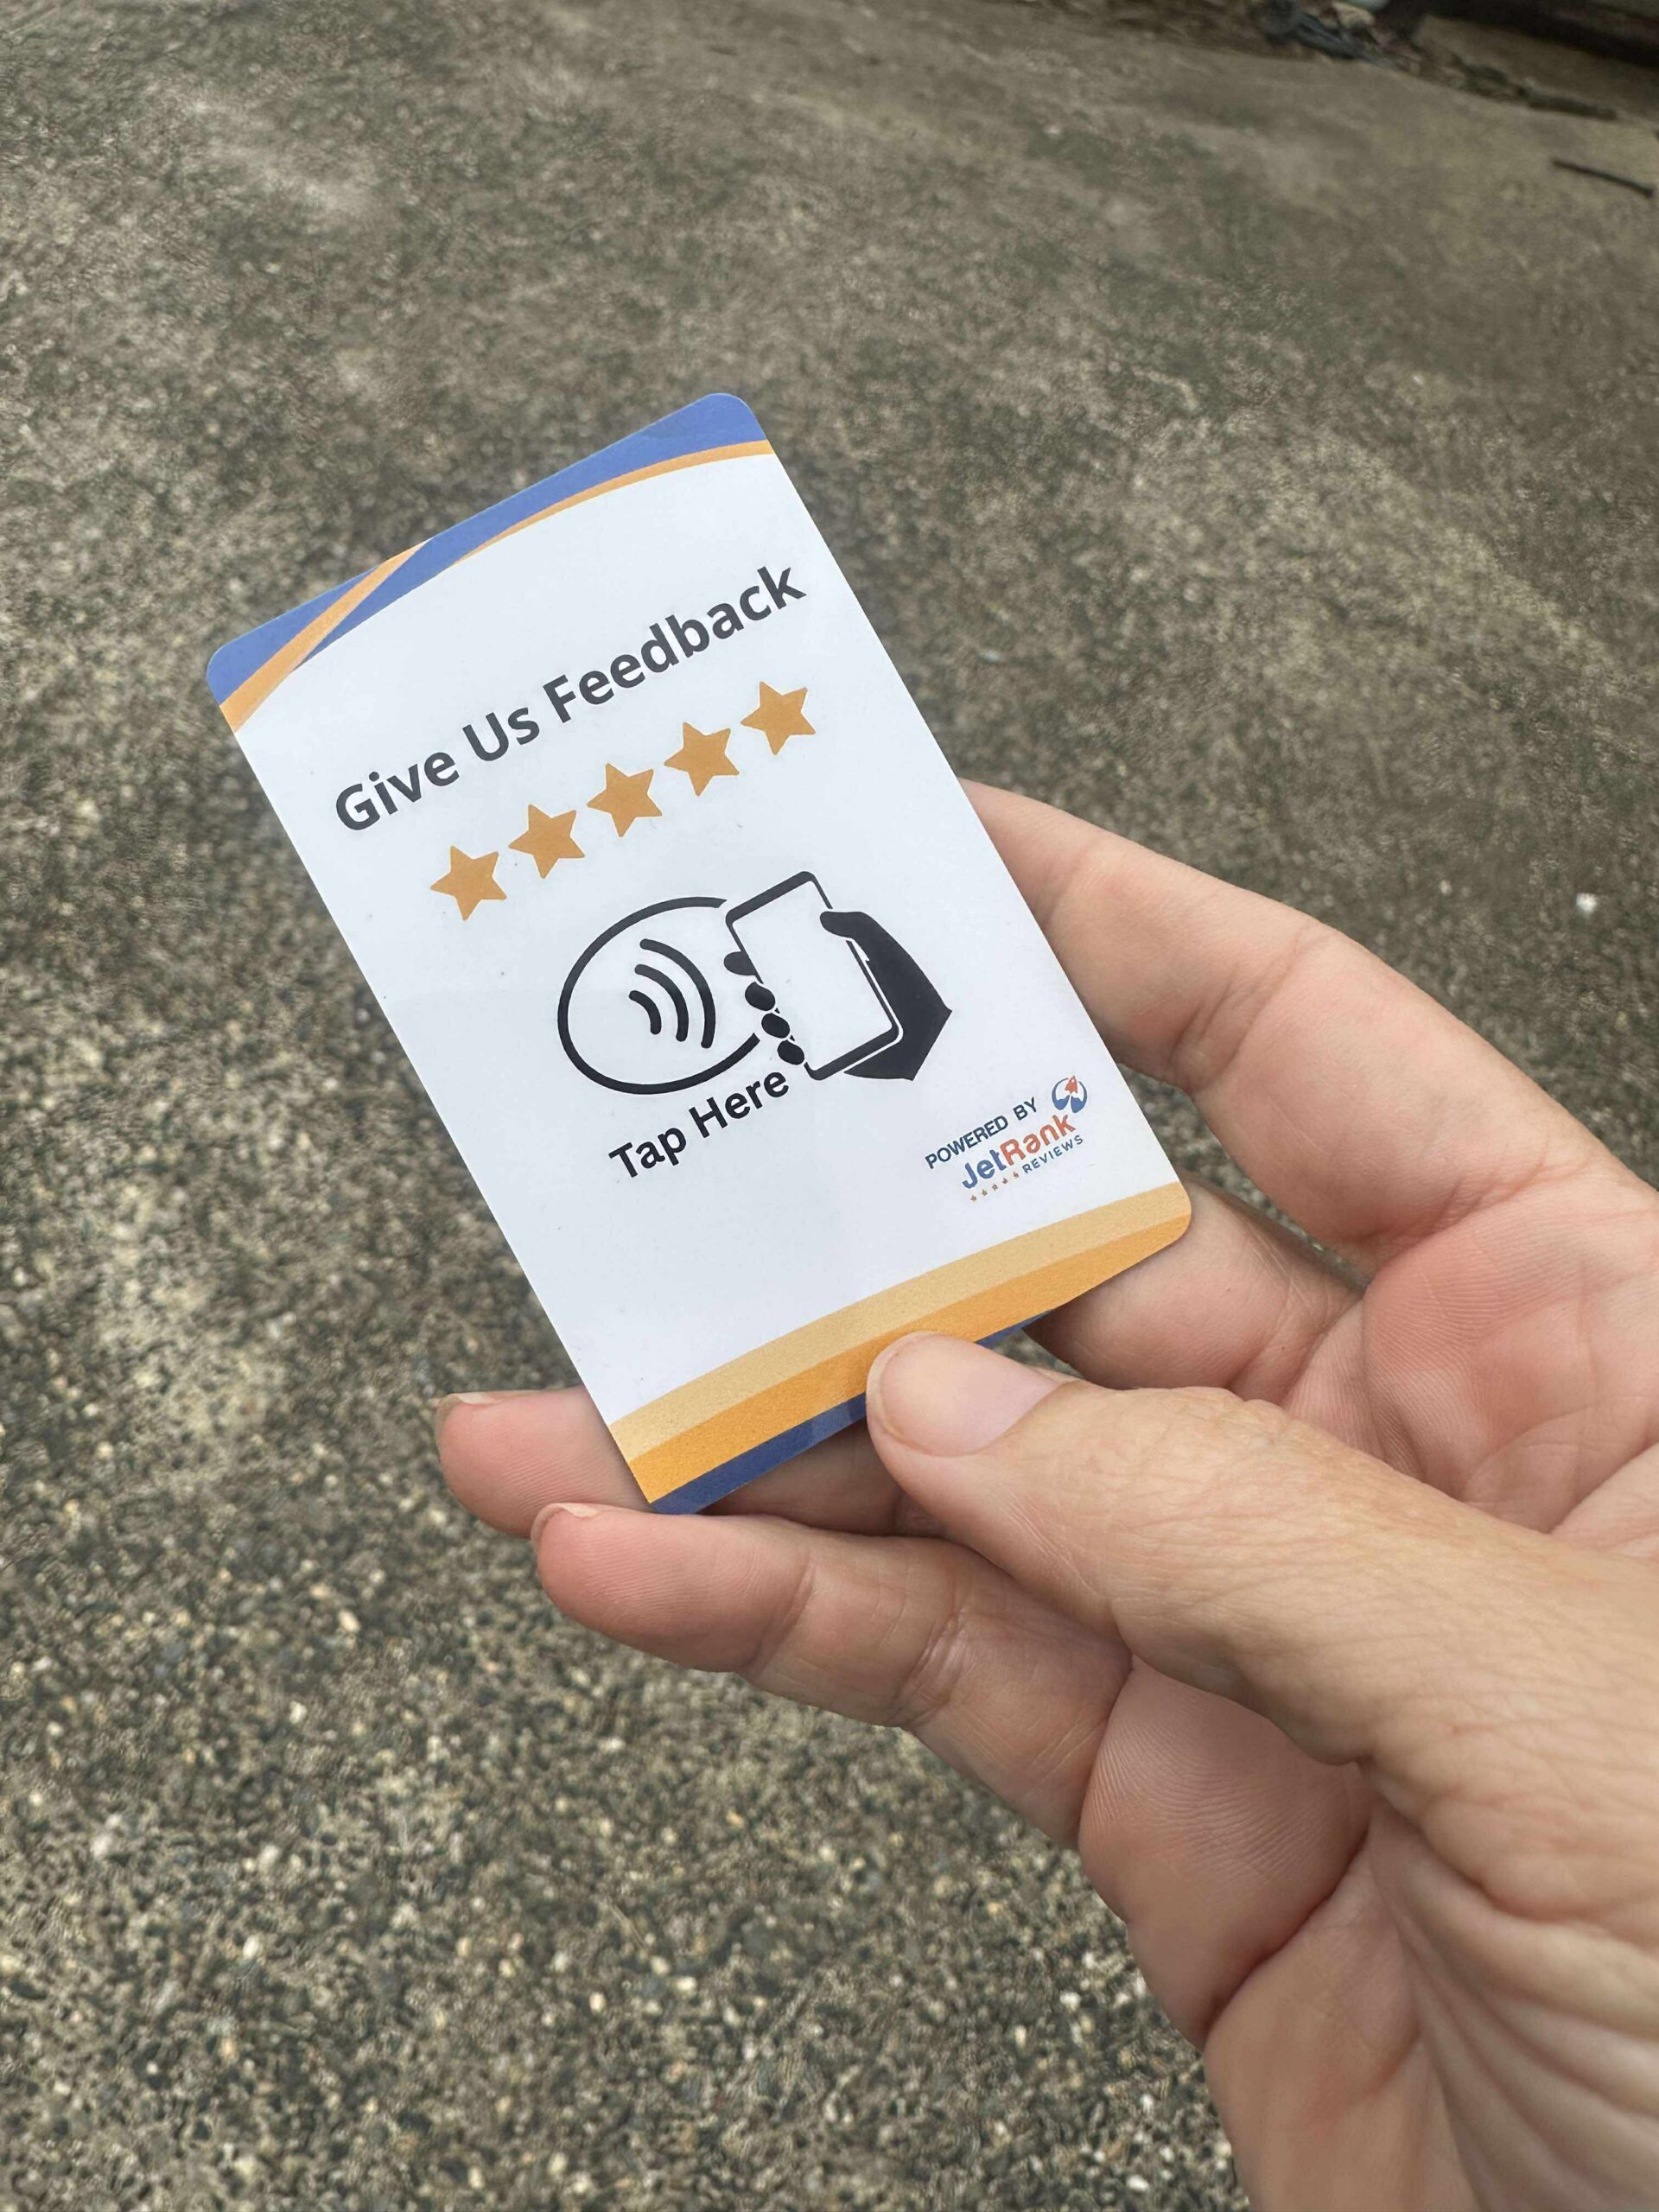 Give Us Feedback
Tap Here
POWERED BY
JetRank
REVIEWS